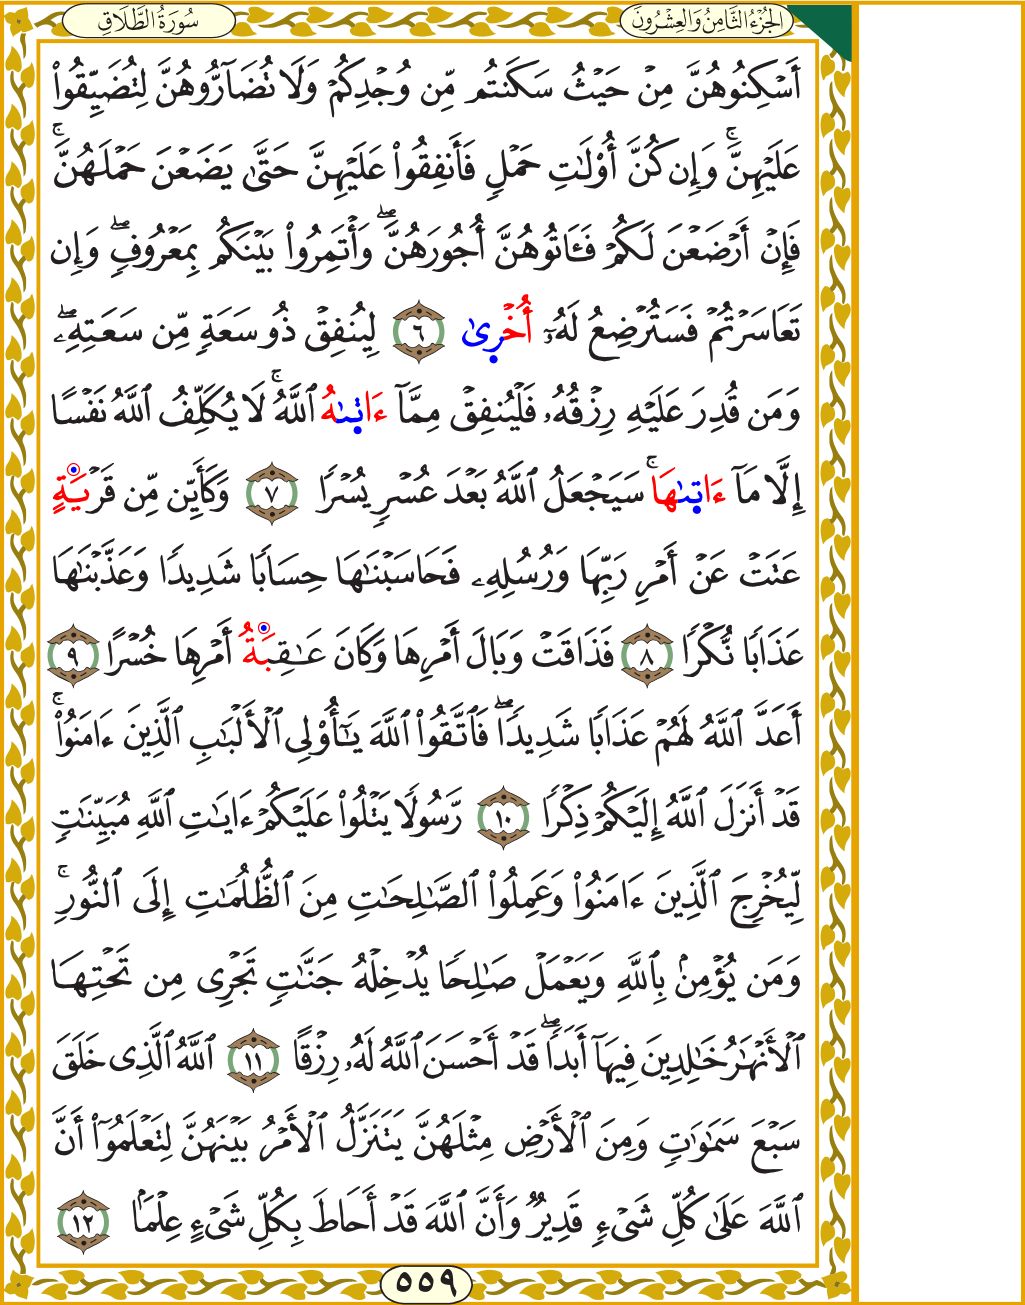 الجُزْءُ الثَّامِنُ وَالعِشْرُونَ
سُورَةُ الطَّلَاقِ
أَسْكِنُوهُنَّ مِنْ حَيْثُ سَكَنتُم مِّن وُجْدِكُمْ وَلَا تُضَآرُّوهُنَّ لِتُضَيِّقُوا۟
عَلَيْهِنَّ ۚ وَإِن كُنَّ أُو۟لَٰتِ حَمْلٍ فَأَنفِقُوا۟ عَلَيْهِنَّ حَتَّىٰ يَضَعْنَ حَمْلَهُنَّ ۚ
فَإِنْ أَرْضَعْنَ لَكُمْ فَـَٔاتُوهُنَّ أُجُورَهُنَّ ۖ وَأْتَمِرُوا۟ بَيْنَكُم بِمَعْرُوفٍ ۖ وَإِن
تَعَاسَرْتُمْ فَسَتُرْضِعُ لَهُۥٓ أُخْرِىٰ ٦ لِيُنفِقْ ذُو سَعَةٍ مِّن سَعَتِهِۦ ۖ
وَمَن قُدِرَ عَلَيْهِ رِزْقُهُۥ فَلْيُنفِقْ مِمَّآ ءَاتٜىٰهُ ٱللَّهُ ۚ لَا يُكَلِّفُ ٱللَّهُ نَفْسًا
إِلَّا مَآ ءَاتٜىٰهَا ۚ سَيَجْعَلُ ٱللَّهُ بَعْدَ عُسْرٍ يُسْرًا ٧ وَكَأَيِّن مِّن قَرْيَةٍ
عَتَتْ عَنْ أَمْرِ رَبِّهَا وَرُسُلِهِۦ فَحَاسَبْنَٰهَا حِسَابًا شَدِيدًا وَعَذَّبْنَٰهَا
عَذَابًا نُّكْرًا ٨ فَذَاقَتْ وَبَالَ أَمْرِهَا وَكَانَ عَٰقِبَةُ أَمْرِهَا خُسْرًا ٩
أَعَدَّ ٱللَّهُ لَهُمْ عَذَابًا شَدِيدًا ۖ فَٱتَّقُوا۟ ٱللَّهَ يَٰٓأُو۟لِى ٱلْأَلْبَٰبِ ٱلَّذِينَ ءَامَنُوا۟ ۚ
قَدْ أَنزَلَ ٱللَّهُ إِلَيْكُمْ ذِكْرًا ١٠ رَّسُولًا يَتْلُوا۟ عَلَيْكُمْ ءَايَٰتِ ٱللَّهِ مُبَيِّنَٰتٍ
لِّيُخْرِجَ ٱلَّذِينَ ءَامَنُوا۟ وَعَمِلُوا۟ ٱلصَّٰلِحَٰتِ مِنَ ٱلظُّلُمَٰتِ إِلَى ٱلنُّورِ ۚ
وَمَن يُؤْمِنۢ بِٱللَّهِ وَيَعْمَلْ صَٰلِحًا يُدْخِلْهُ جَنَّٰتٍ تَجْرِى مِن تَحْتِهَا
ٱلْأَنْهَٰرُ خَٰلِدِينَ فِيهَآ أَبَدًا ۖ قَدْ أَحْسَنَ ٱللَّهُ لَهُۥ رِزْقًا ١١ ٱللَّهُ ٱلَّذِى خَلَقَ
سَبْعَ سَمَٰوَٰتٍ وَمِنَ ٱلْأَرْضِ مِثْلَهُنَّ يَتَنَزَّلُ ٱلْأَمْرُ بَيْنَهُنَّ لِتَعْلَمُوٓا۟ أَنَّ
ٱللَّهَ عَلَىٰ كُلِّ شَىْءٍ قَدِيرٌ وَأَنَّ ٱللَّهَ قَدْ أَحَاطَ بِكُلِّ شَىْءٍ عِلْمًۢا ١٢
٥٥٩